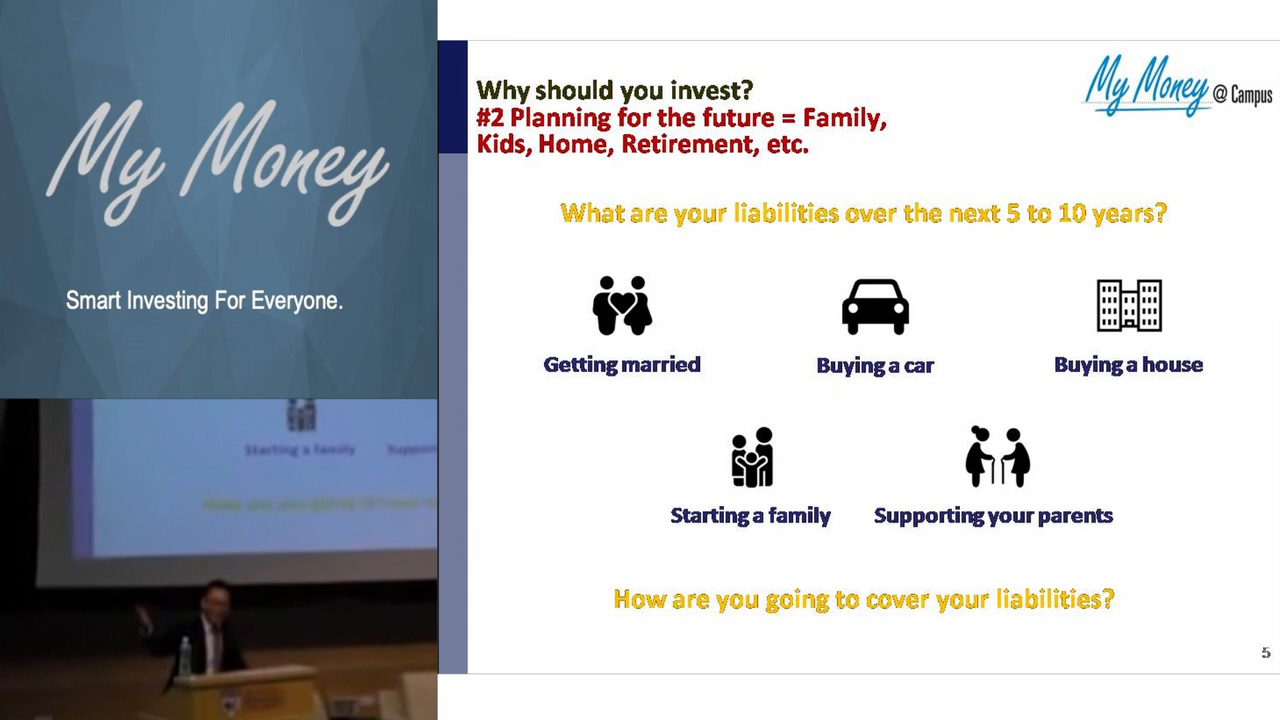 My Money
Smart Investing For Everyone.
Starting a family
My Money @ Campus
Why should you invest?
#2 Planning for the future = Family,
Kids, Home, Retirement, etc.
What are your liabilities over the next 5 to 10 years?
Getting married
Buying a car
Buying a house
Starting a family
Supporting your parents
How are you going to cover your liabilities?
5